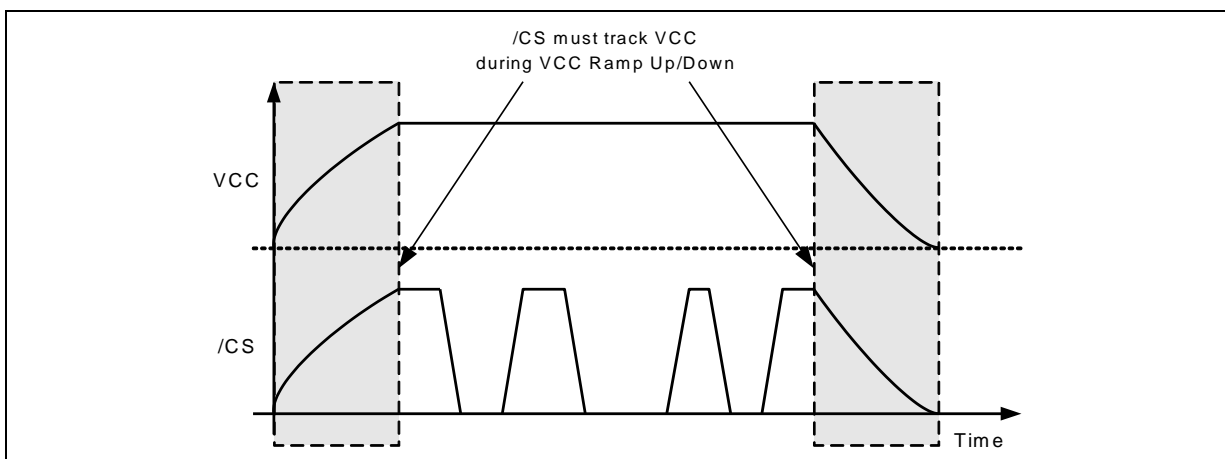 /CS must track VCC
during VCC Ramp Up/Down
VCC
/CS
Time